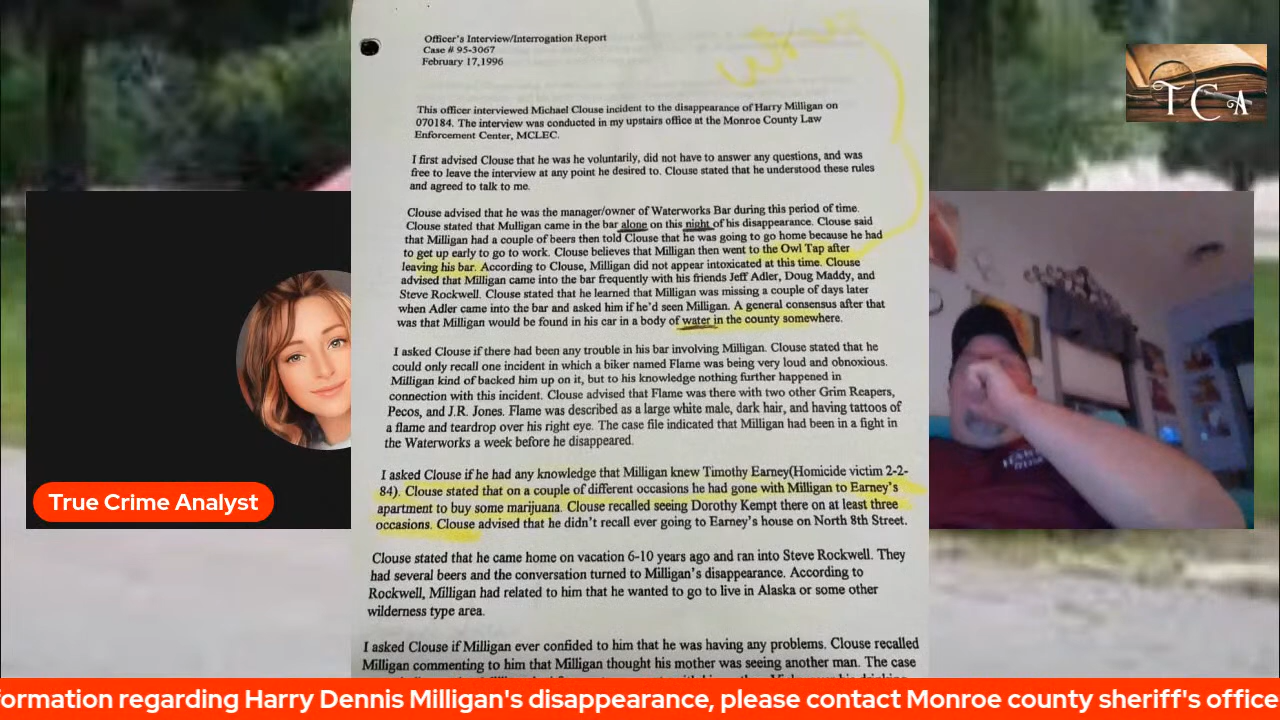 Officer's Interview/Interrogation Report
Case # 95-3067
February 17,1996
This officer interviewed Michael Clouse incident to the disappearance of Harry Milligan on
070184. The interview was conducted in my upstairs office at the Monroe County Law
Enforcement Center, MCLEC.
I first advised Clouse that he was he voluntarily, did not have to answer any questions, and was
free to leave the interview at any point he desired to. Clouse stated that he understood these rules
and agreed to talk to me.
Clouse advised that he was the manager/owner of Waterworks Bar during this period of time.
Clouse stated that Mulligan came in the bar alone on this night of his disappearance. Clouse said
that Milligan had a couple of beers then told Clouse that he was going to go home because he had
to get up early to go to work. Clouse believes that Milligan then went to the Owl Tap after
leaving his bar. According to Clouse, Milligan did not appear intoxicated at this time. Clouse
advised that Milligan came into the bar frequently with his friends Jeff Adler, Doug Maddy, and
Steve Rockwell. Clouse stated that he learned that Milligan was missing a couple of days later
when Adler came into the bar and asked him if he'd seen Milligan. A general consensus after that
was that Milligan would be found in his car in a body of water in the county somewhere.
I asked Clouse if there had been any trouble in his bar involving Milligan. Clouse stated that he
could only recall one incident in which a biker named Flame was being very loud and obnoxious.
Milligan kind of backed him up on it, but to his knowledge nothing further happened in
connection with this incident. Clouse advised that Flame was there with two other Grim Reapers,
Pecos, and J.R. Jones. Flame was described as a large white male, dark hair, and having tattoos of
a flame and teardrop over his right eye. The case file indicated that Milligan had been in a fight in
the Waterworks a week before he disappeared.
I asked Clouse if he had any knowledge that Milligan knew Timothy Earney(Homicide victim 2-2-
84). Clouse stated that on a couple of different occasions he had gone with Milligan to Earney's
apartment to buy some marijuana. Clouse recalled seeing Dorothy Kempt there on at least three
occasions. Clouse advised that he didn't recall ever going to Earney's house on North 8th Street.
Clouse stated that he came home on vacation 6-10 years ago and ran into Steve Rockwell. They
had several beers and the conversation turned to Milligan's disappearance. According to
Rockwell, Milligan had related to him that he wanted to go to live in Alaska or some other
wilderness type area.
I asked Clouse if Milligan ever confided to him that he was having any problems. Clouse recalled
Milligan commenting to him that Milligan thought his mother was seeing another man. The case
TCA
True Crime Analyst
formation regarding Harry Dennis Milligan's disappearance, please contact Monroe county sheriff's office